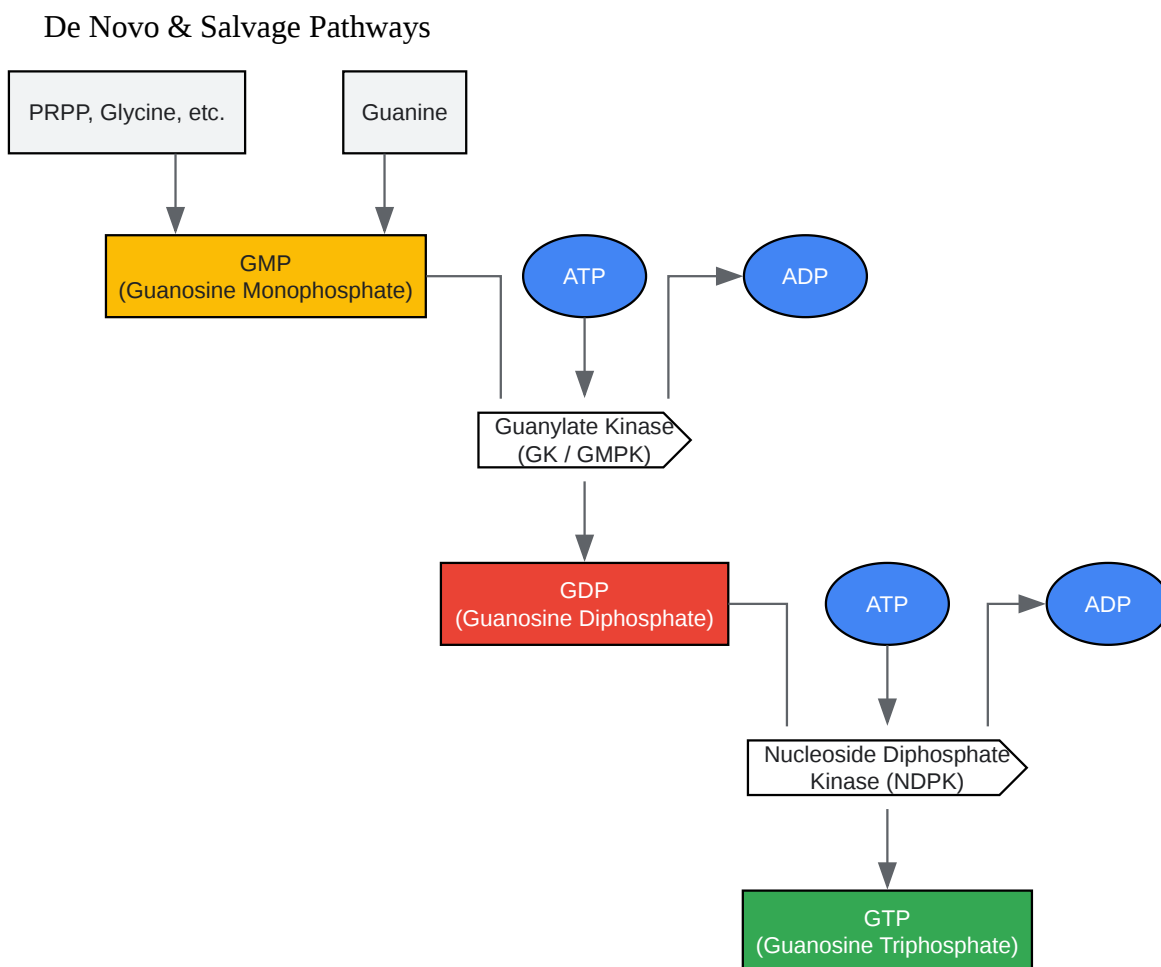 De Novo & Salvage Pathways
PRPP, Glycine, etc.
Guanine
GMP
(Guanosine Monophosphate)
ATP
ADP
Guanylate Kinase
(GK / GMPK)
GDP
(Guanosine Diphosphate)
ATP
ADP
Nucleoside Diphosphate
Kinase (NDPK)
GTP
(Guanosine Triphosphate)